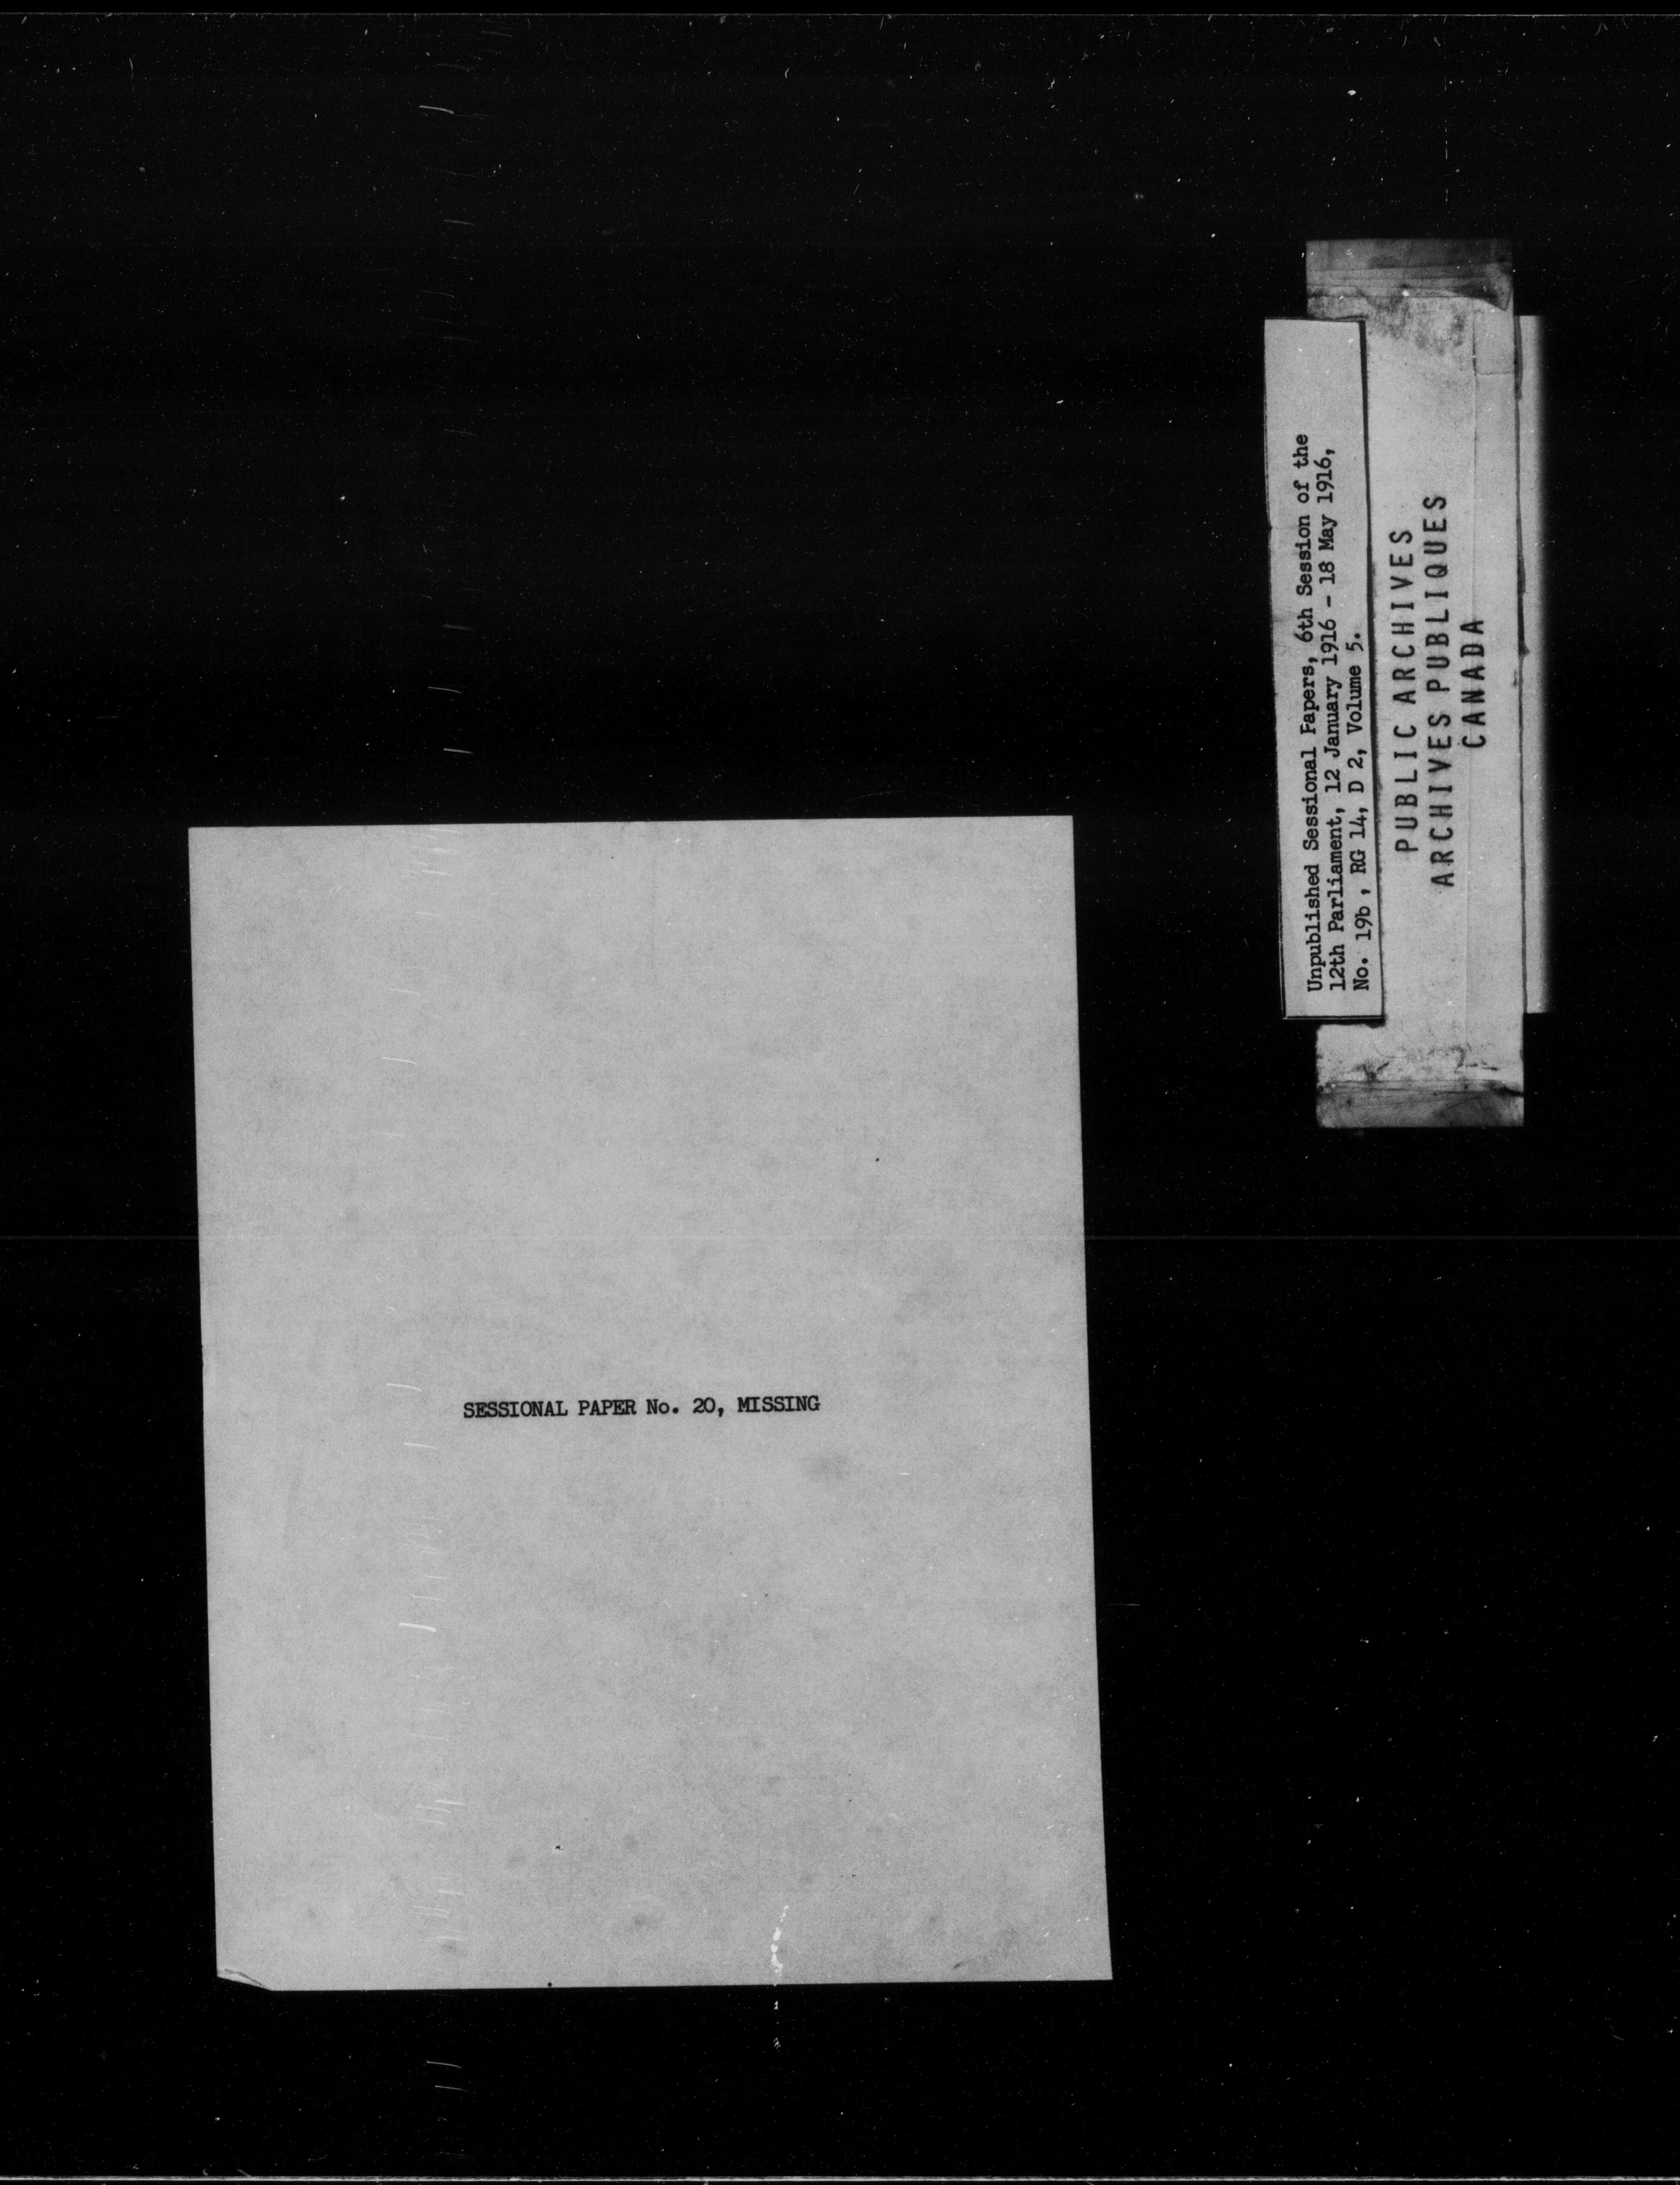 Unpublished Sessional Fapers, 6th Session of the
12th Parliament, 12 January 1916 - 18 May 1916,
No. 19b , RG 14, D 2, Volume 5.
PUBLIC ARCHIVES
ARCHIVES PUBLIQUES
CANADA
SESSIONAL PAPER No. 20, MISSING